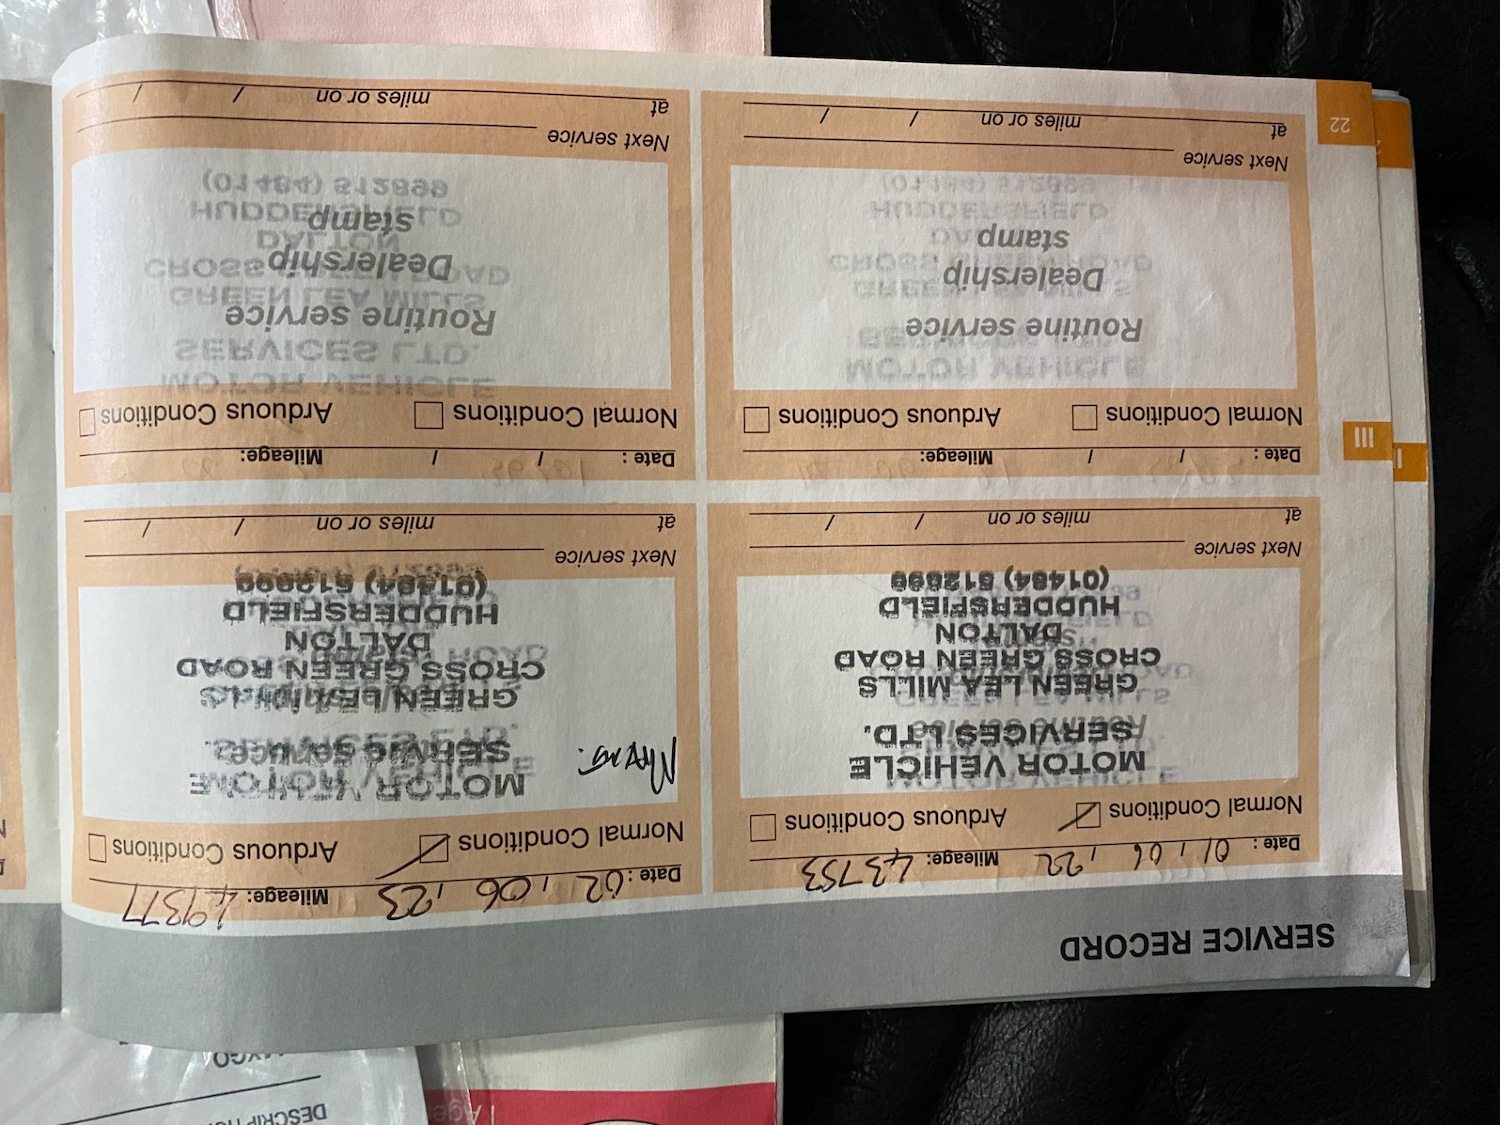 SERVICE RECORD
Date : 01 / 06 / 22 Mileage: 43753
Normal Conditions Arduous Conditions
MOTOR VEHICLE
SERVICES LTD.
GREEN LEA MILLS
CROSS GREEN ROAD
DALTON
HUDDERSFIELD
(01484) 512899
Next service
at miles or on / /
Date : 02 / 06 / 23 Mileage: 49377
Normal Conditions Arduous Conditions
MOTOR VEHICLE
GREEN LEA MILLS
CROSS GREEN ROAD
DALTON
HUDDERSFIELD
(01484) 512899
Next service
at miles or on / /
III
I
Date : / / Mileage:
Normal Conditions Arduous Conditions
Routine service
Dealership
stamp
Next service
at miles or on / /
Date : / / Mileage:
Normal Conditions Arduous Conditions
Routine service
Dealership
stamp
Next service
at miles or on / /
22